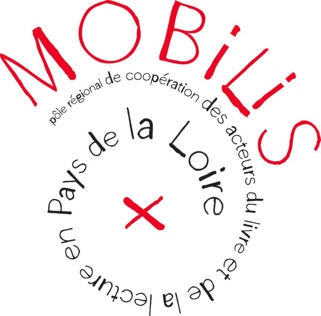 MOBiLiS
pôle régional de coopération des acteurs du livre et de la lecture en Pays de la Loire